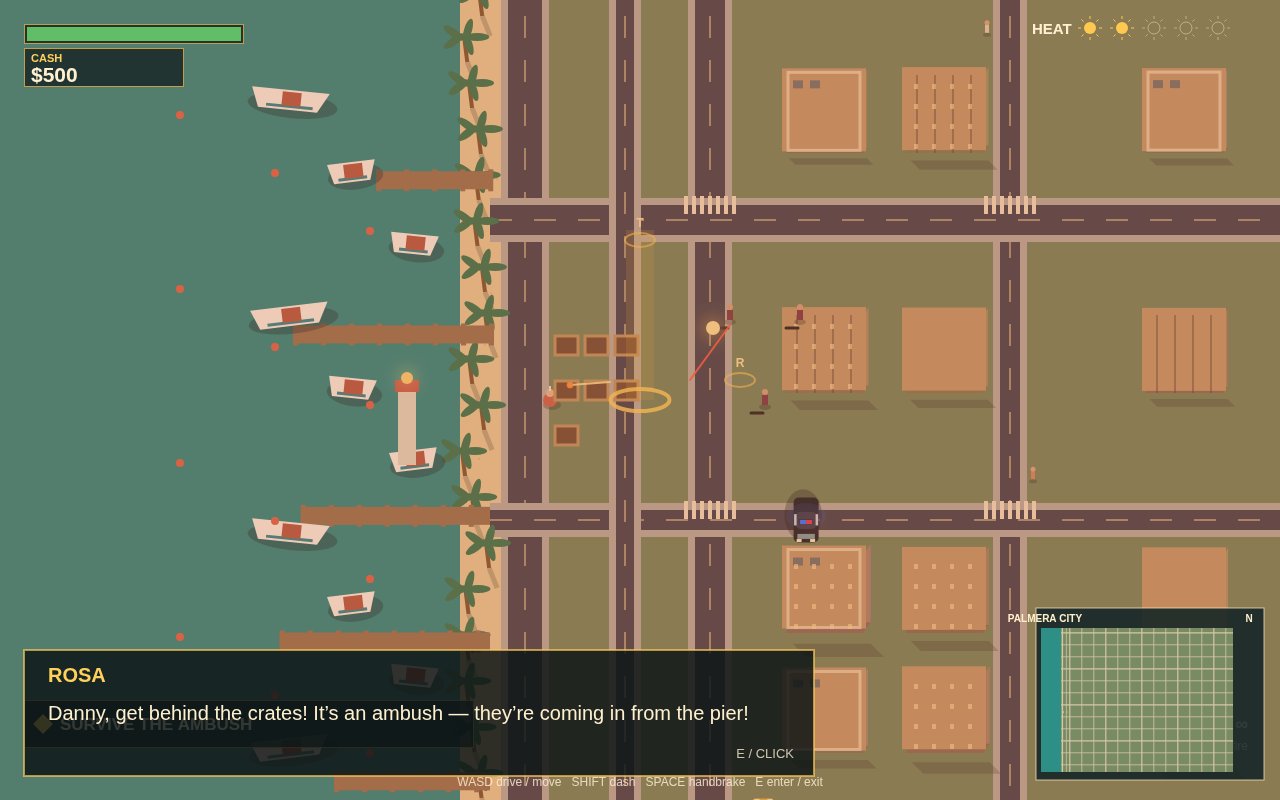 CASH
$500
HEAT
T
R
PALMERA CITY
N
ROSA
Danny, get behind the crates! It’s an ambush — they’re coming in from the pier!
SURVIVE THE AMBUSH
∞
E / CLICK
WASD drive / move SHIFT dash SPACE handbrake E enter / exit